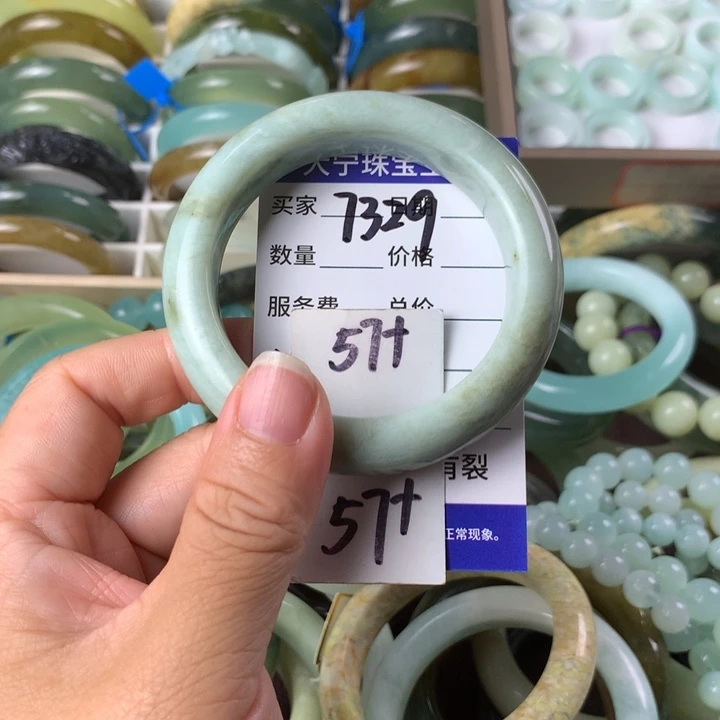 宁珠宝
买家 7329 日期
数量 价格
服务费 总价
57+
有裂
57+
正常现象。